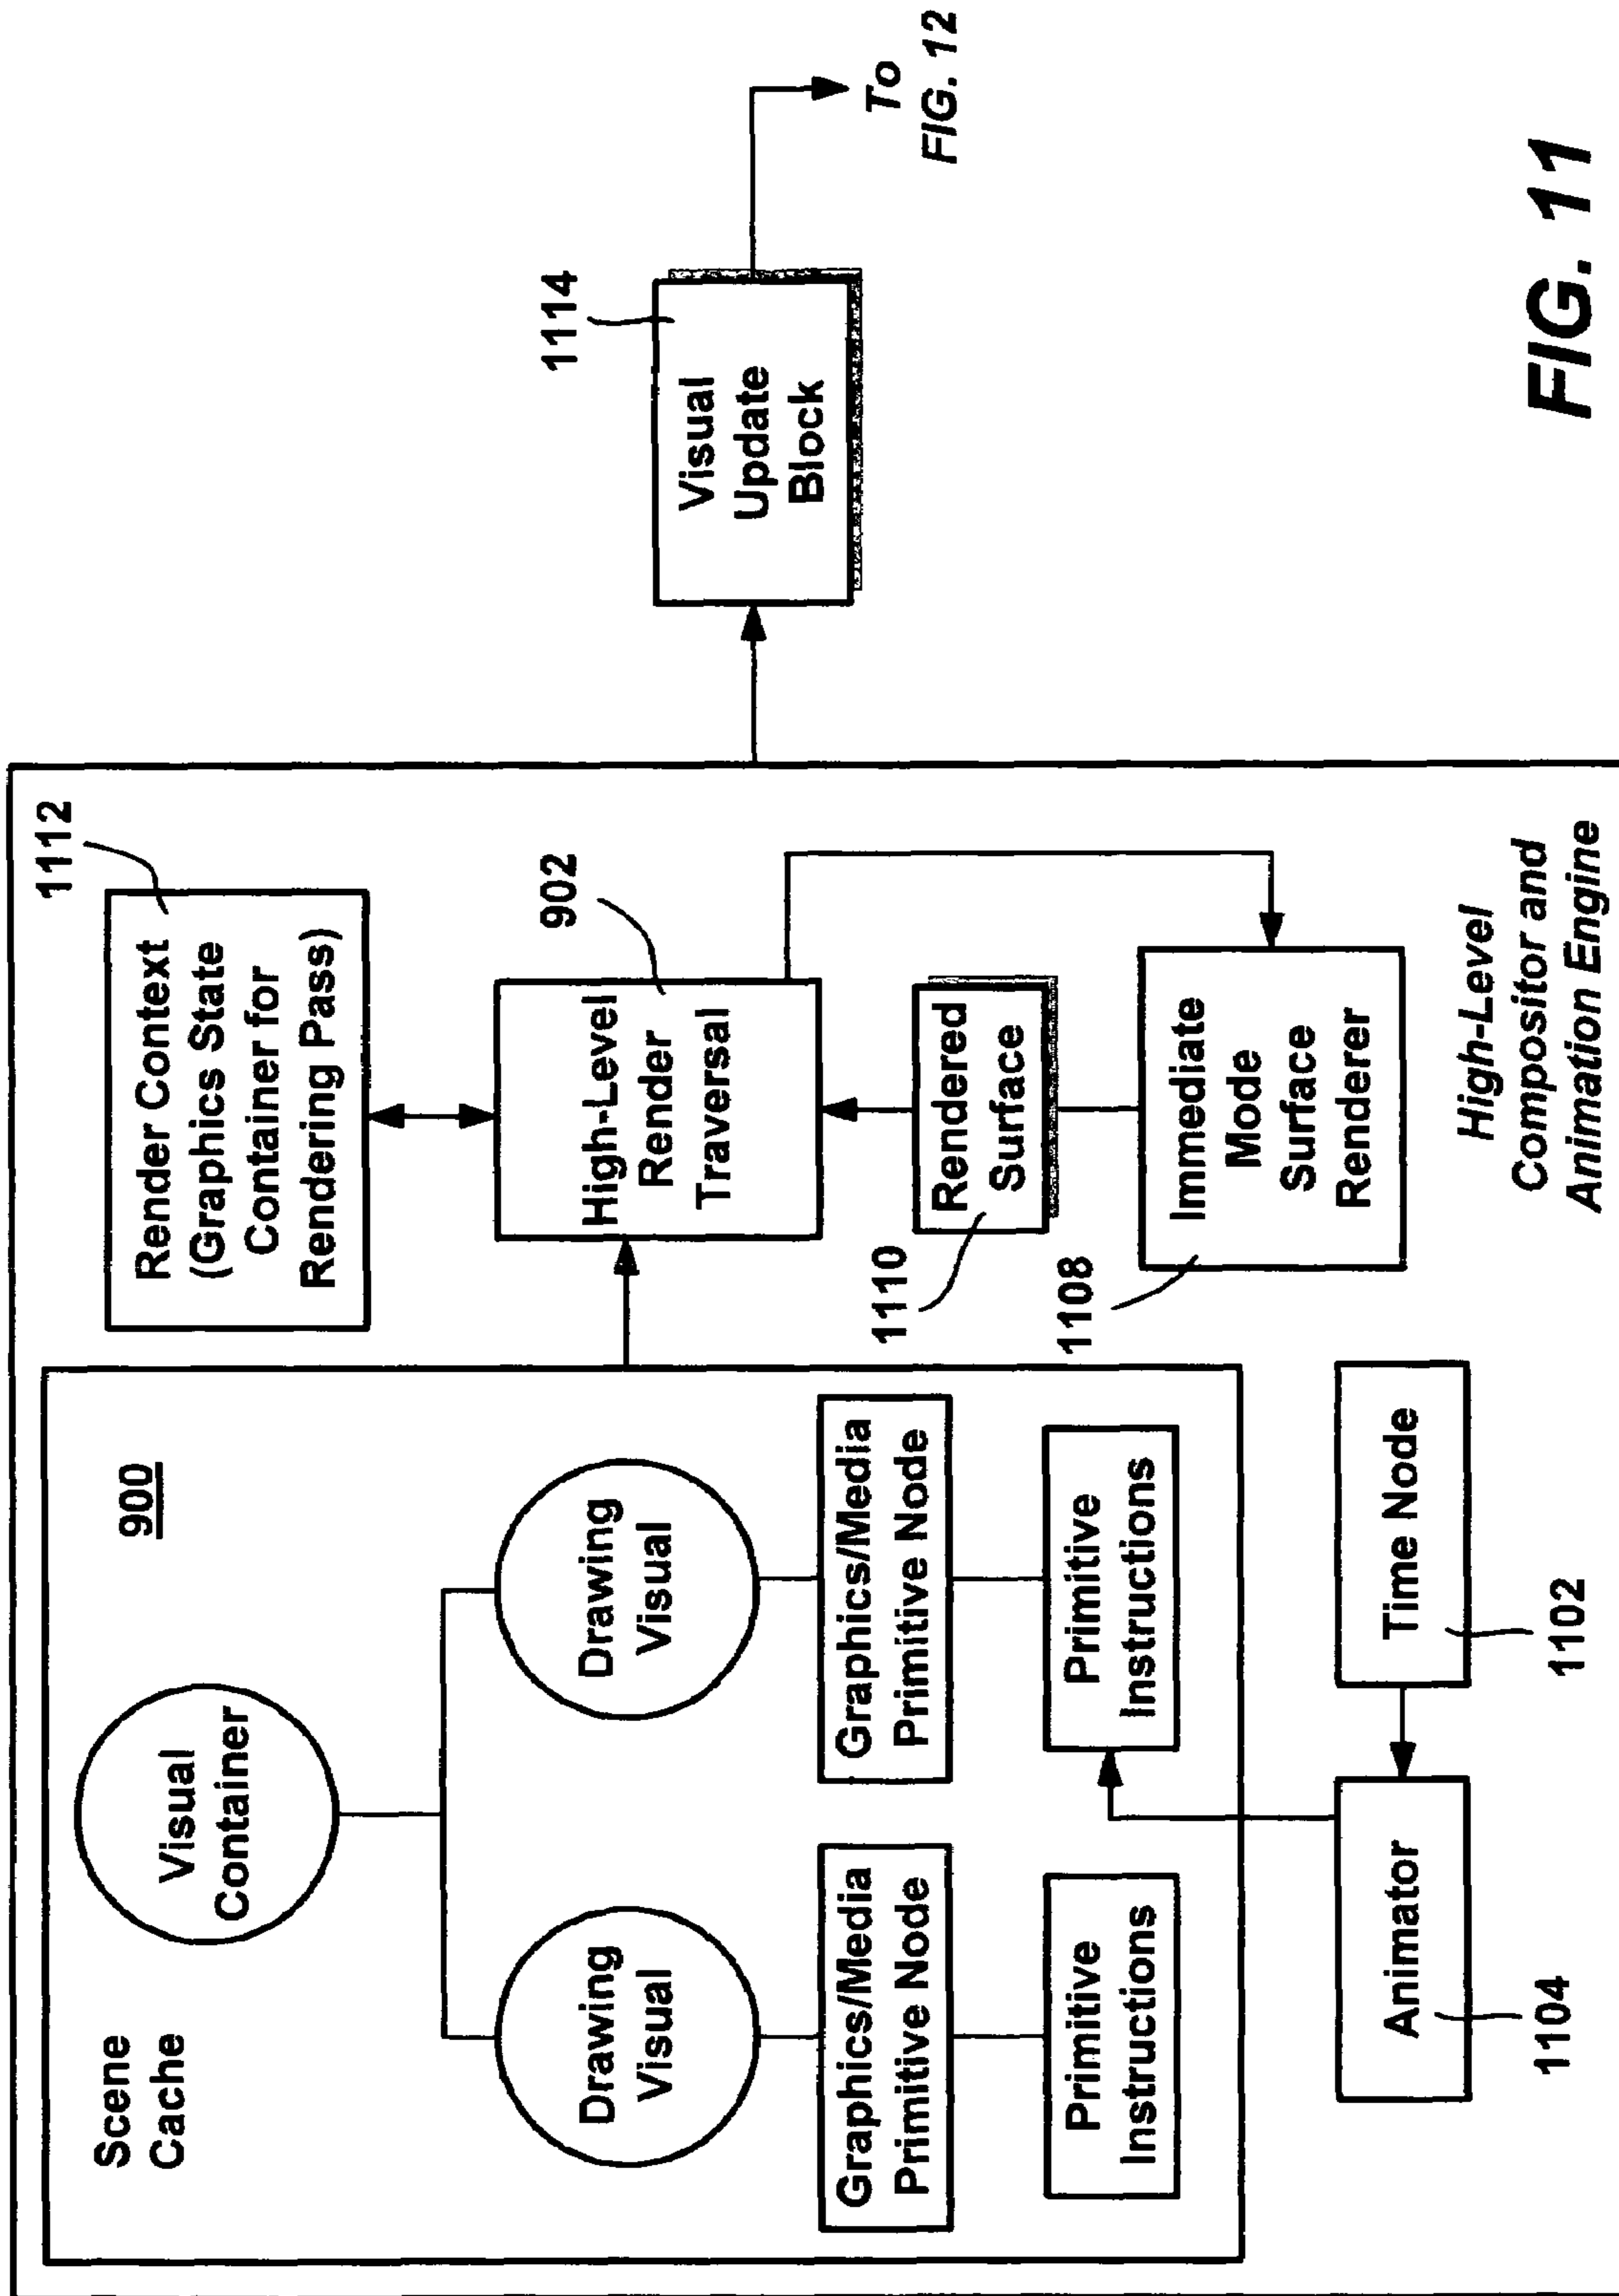 Scene
Cache
900
Visual
Container
Drawing
Visual
Drawing
Visual
Graphics/Media
Primitive Node
Graphics/Media
Primitive Node
Primitive
Instructions
Primitive
Instructions
Animator
1104
Time Node
1102
1112
Render Context
(Graphics State
Container for
Rendering Pass)
902
High-Level
Render
Traversal
1110
Rendered
Surface
1108
Immediate
Mode
Surface
Renderer
High-Level
Compositor and
Animation Engine
1114
Visual
Update
Block
To
FIG. 12
FIG. 11